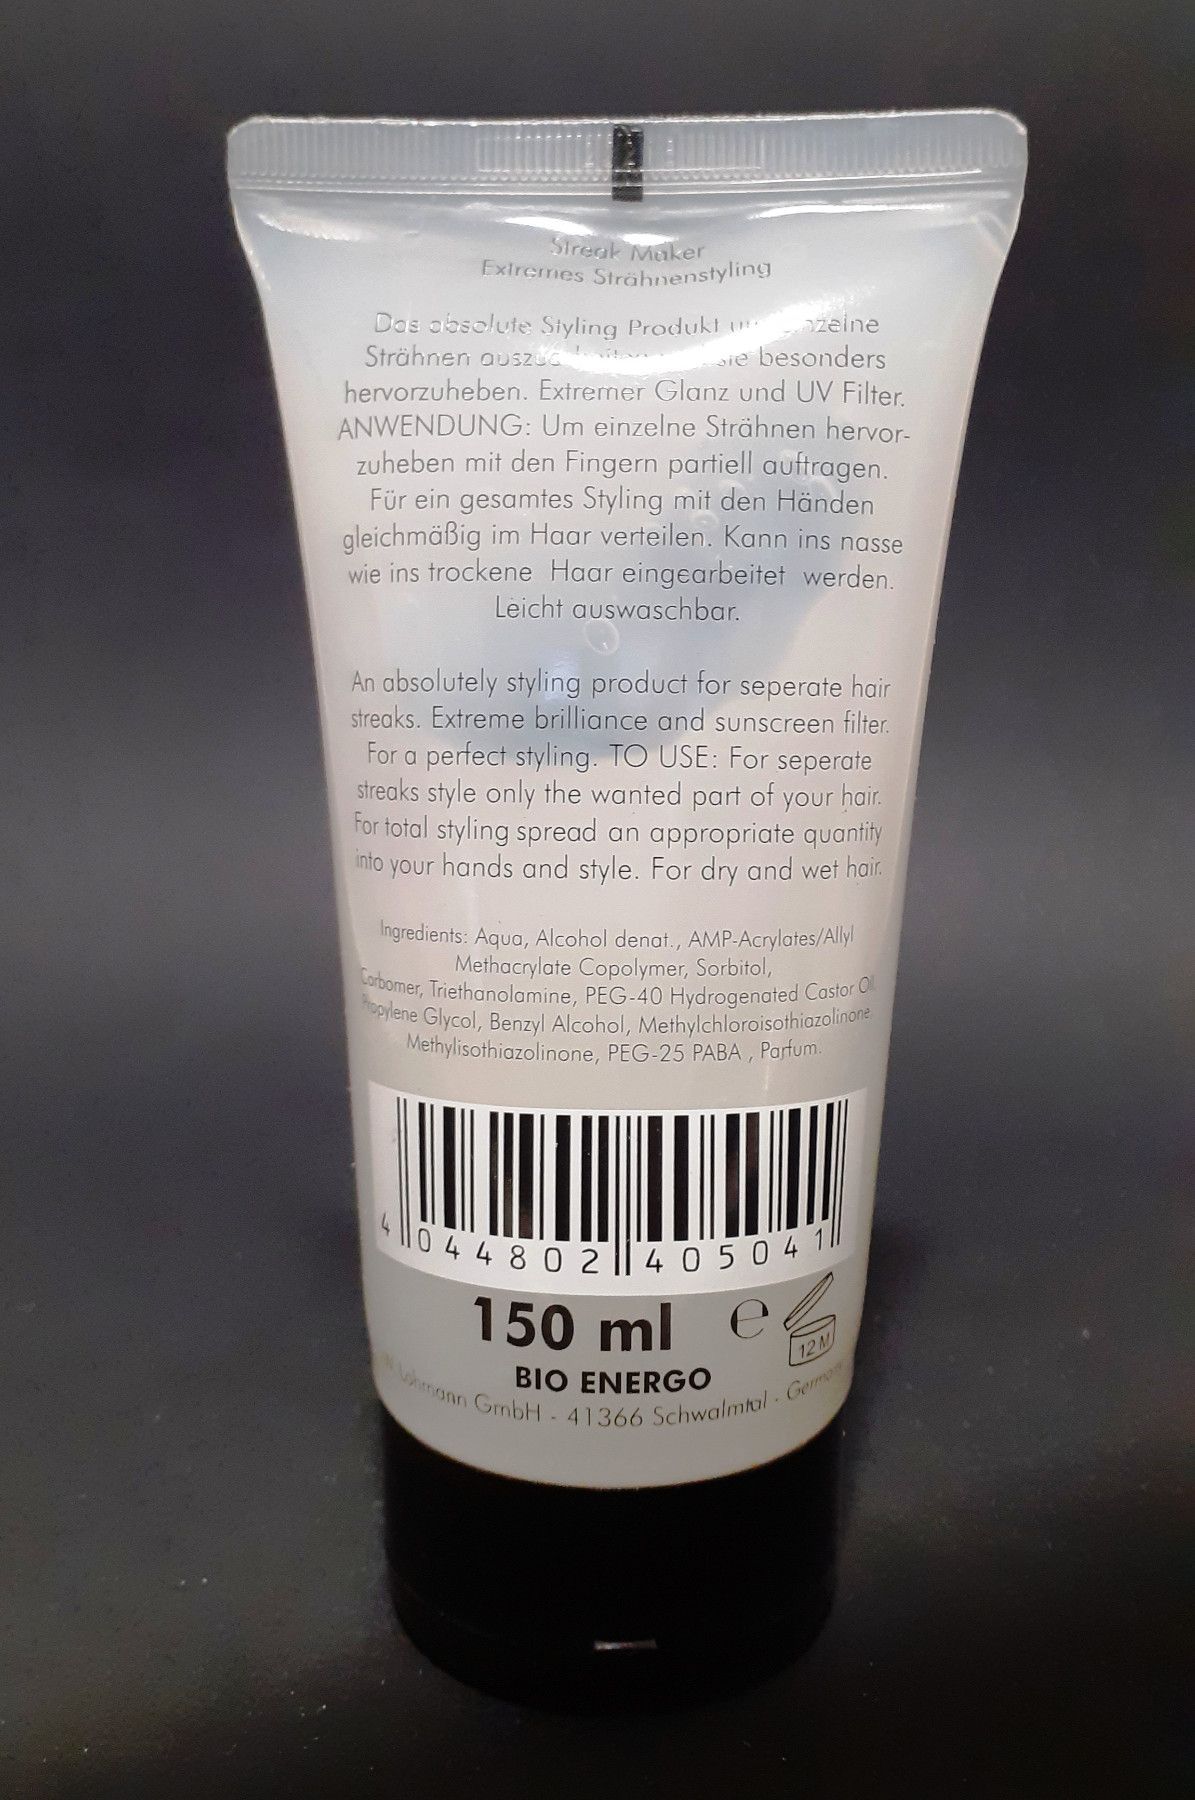 Streak Maker
Extremes Strähnenstyling
Das absolute Styling Produkt um einzelne
Strähnen sie besonders
hervorzuheben. Extremer Glanz und UV Filter.
ANWENDUNG: Um einzelne Strähnen hervor-
zuheben mit den Fingern partiell auftragen.
Für ein gesamtes Styling mit den Händen
gleichmäßig im Haar verteilen. Kann ins nasse
wie ins trockene Haar eingearbeitet werden.
Leicht auswaschbar.
An absolutely styling product for seperate hair
streaks. Extreme brilliance and sunscreen filter.
For a perfect styling. TO USE: For seperate
streaks style only the wanted part of your hair.
For total styling spread an appropriate quantity
into your hands and style. For dry and wet hair.
Ingredients: Aqua, Alcohol denat., AMP-Acrylates/Allyl
Methacrylate Copolymer, Sorbitol,
Carbomer, Triethanolamine, PEG-40 Hydrogenated Castor Oil,
Propylene Glycol, Benzyl Alcohol, Methylchloroisothiazolinone
Methylisothiazolinone, PEG-25 PABA , Parfum.
4 044802 405041
150 ml e 12 M
BIO ENERGO
Lohmann GmbH - 41366 Schwalmtal · Germany